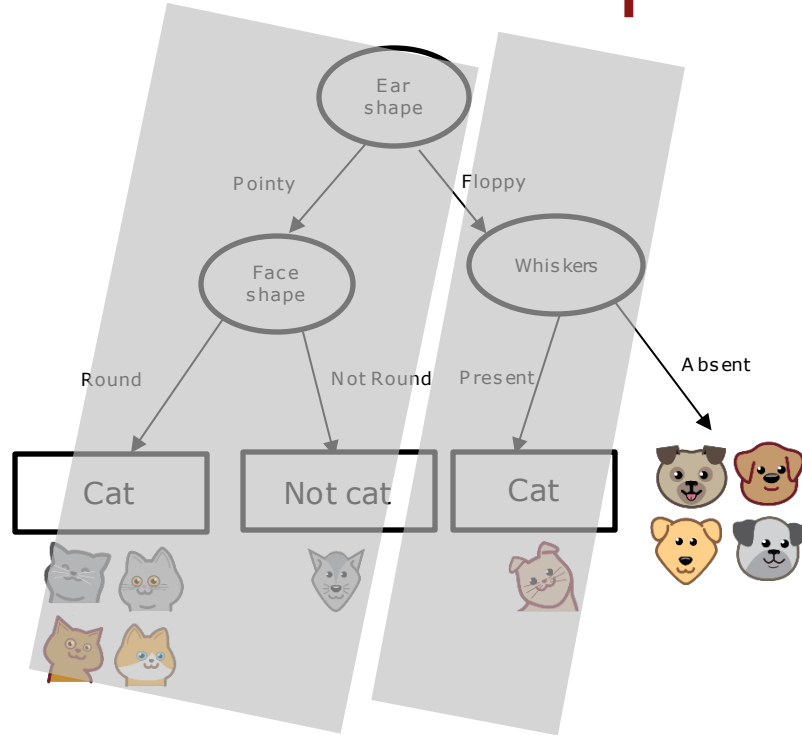 Ear
shape
Pointy
Floppy
Face
shape
Whiskers
Round
Not Round
Present
Absent
Cat
Not cat
Cat